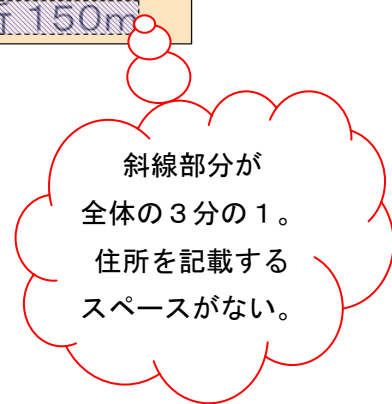 150m
斜線部分が
全体の３分の１。
住所を記載する
スペースがない。